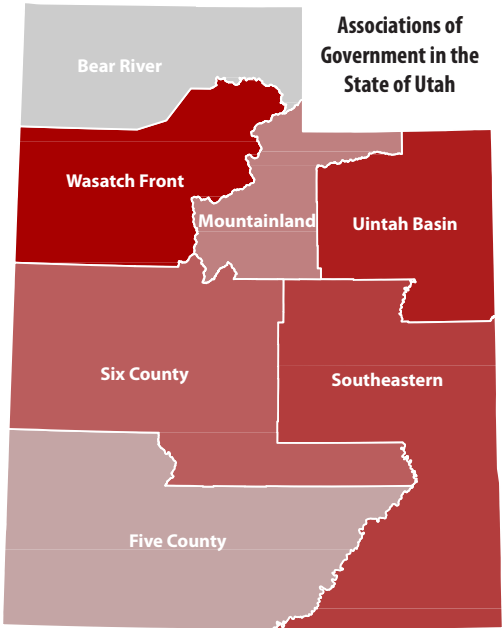 Associations of
Government in the
State of Utah
Bear River
Wasatch Front
Mountainland
Uintah Basin
Six County
Southeastern
Five County